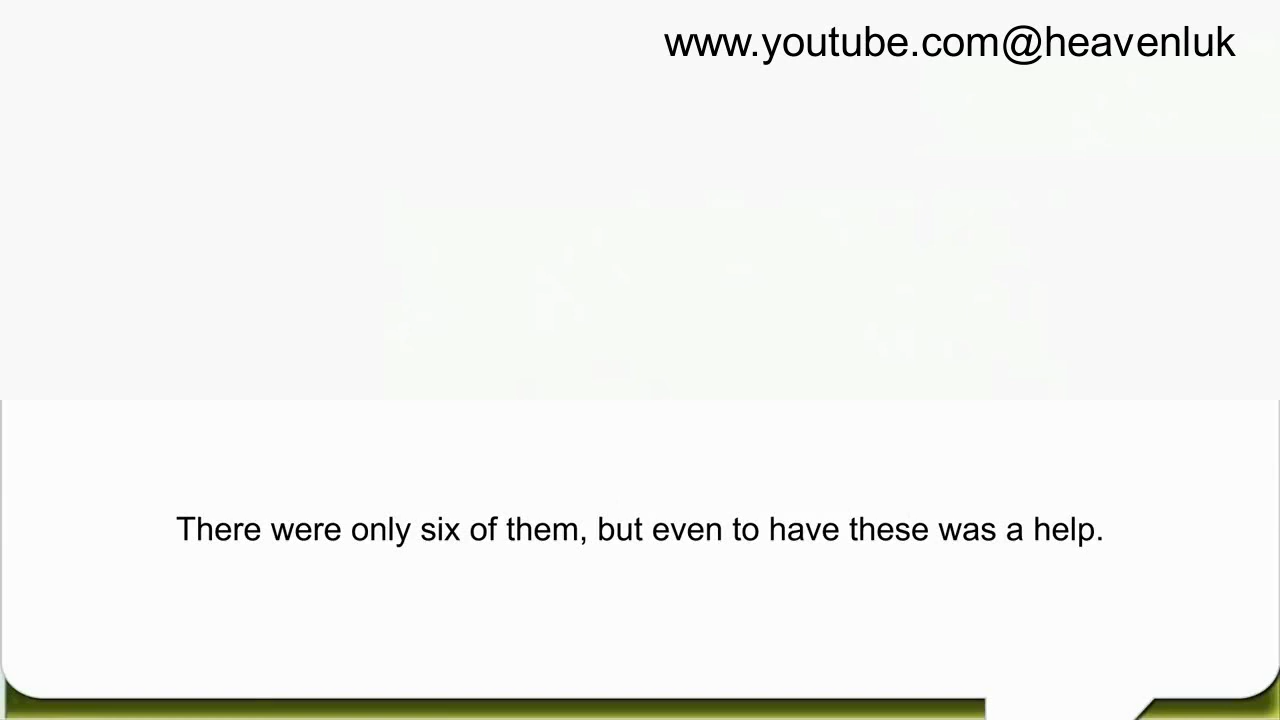 www.youtube.com@heavenluk
There were only six of them, but even to have these was a help.